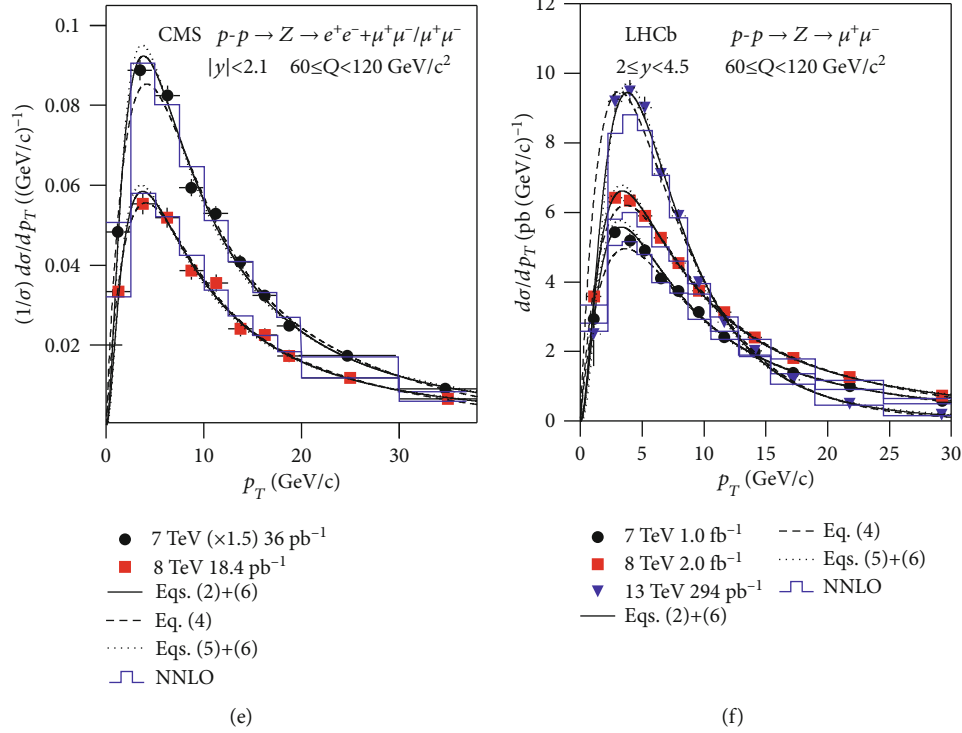 CMS p-p → Z → e⁺e⁻+μ⁺μ⁻/μ⁺μ⁻
|y|<2.1 60≤Q<120 GeV/c²
(1/σ) dσ/dp_T ((GeV/c)⁻¹)
0.1
0.08
0.06
0.04
0.02
0 10 20 30
p_T (GeV/c)
7 TeV (×1.5) 36 pb⁻¹
8 TeV 18.4 pb⁻¹
Eqs. (2)+(6)
Eq. (4)
Eqs. (5)+(6)
NNLO
(e)
LHCb p-p → Z → μ⁺μ⁻
2≤y<4.5 60≤Q<120 GeV/c²
dσ/dp_T (pb (GeV/c)⁻¹)
12
10
8
6
4
2
0
0 5 10 15 20 25 30
p_T (GeV/c)
7 TeV 1.0 fb⁻¹
8 TeV 2.0 fb⁻¹
13 TeV 294 pb⁻¹
Eqs. (2)+(6)
Eq. (4)
Eqs. (5)+(6)
NNLO
(f)